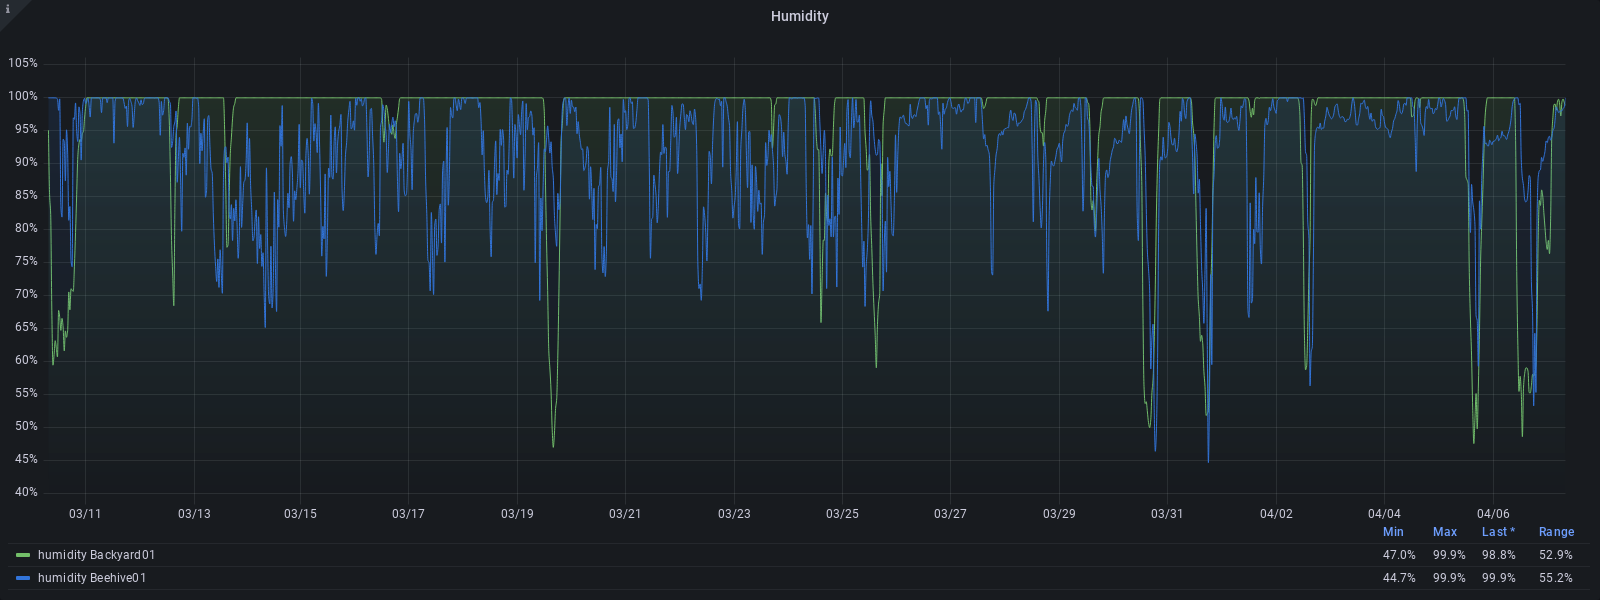 i
Humidity
105%
100%
95%
90%
85%
80%
75%
70%
65%
60%
55%
50%
45%
40%
03/11 03/13 03/15 03/17 03/19 03/21 03/23 03/25 03/27 03/29 03/31 04/02 04/04 04/06
Min Max Last * Range
humidity Backyard01 47.0% 99.9% 98.8% 52.9%
humidity Beehive01 44.7% 99.9% 99.9% 55.2%